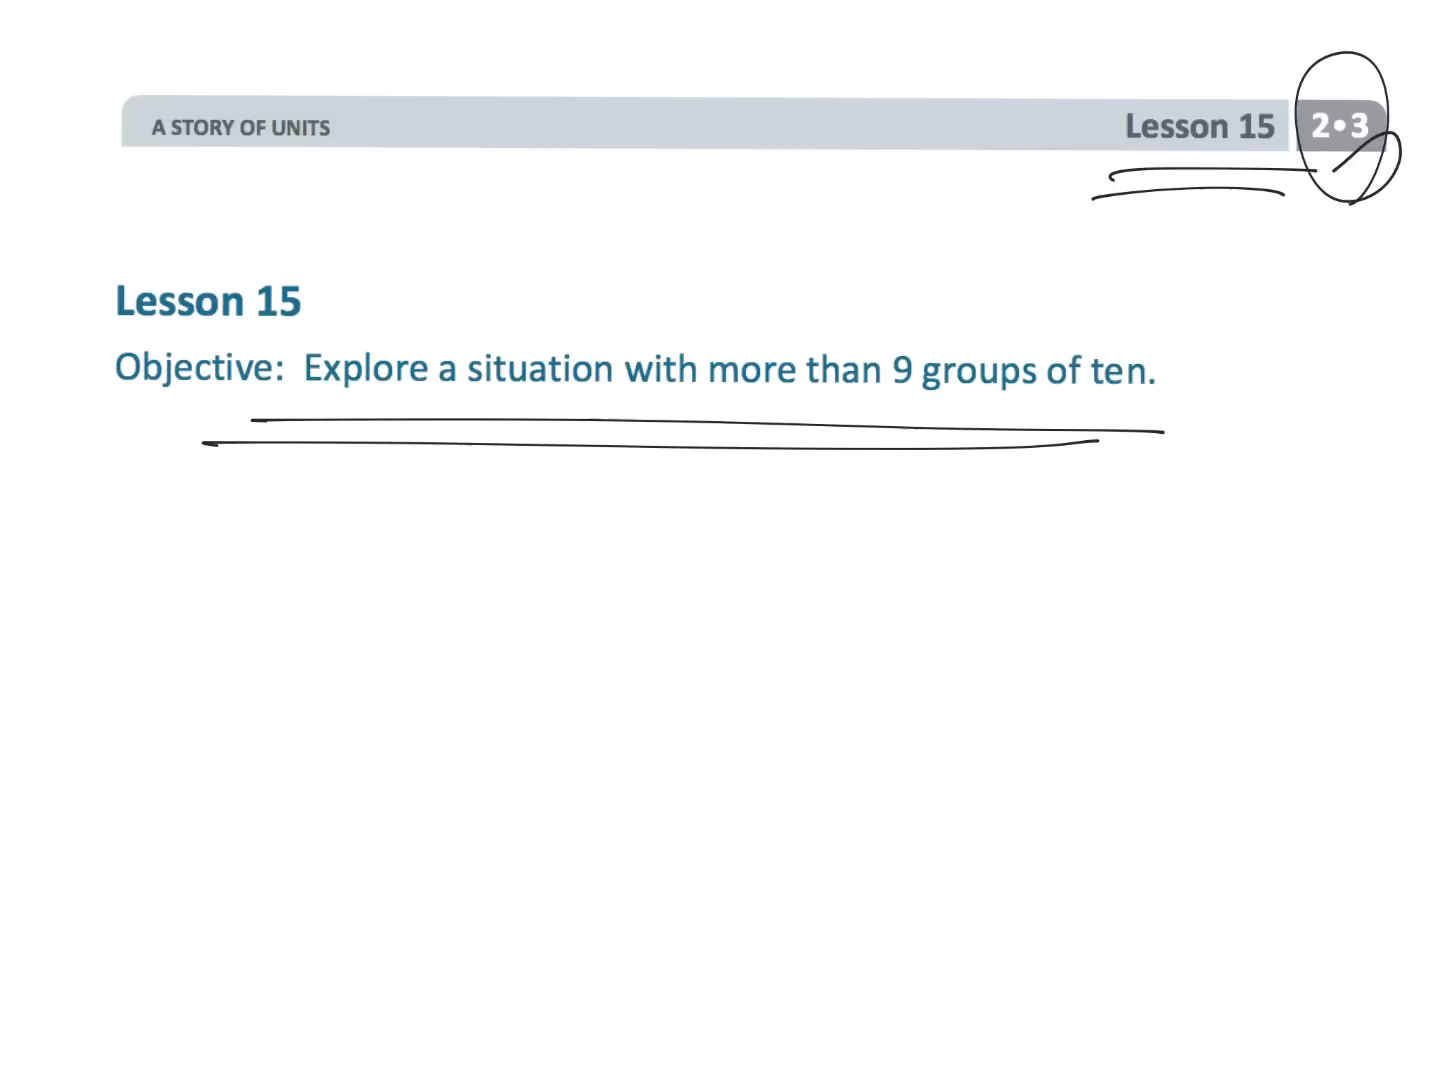 A STORY OF UNITS
Lesson 15 2•3
Lesson 15
Objective: Explore a situation with more than 9 groups of ten.